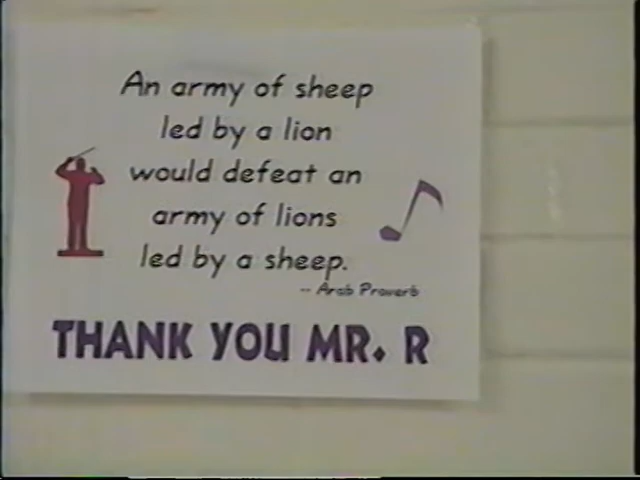 An army of sheep
led by a lion
would defeat an
army of lions
led by a sheep.
-- Arab Proverb
THANK YOU MR. R